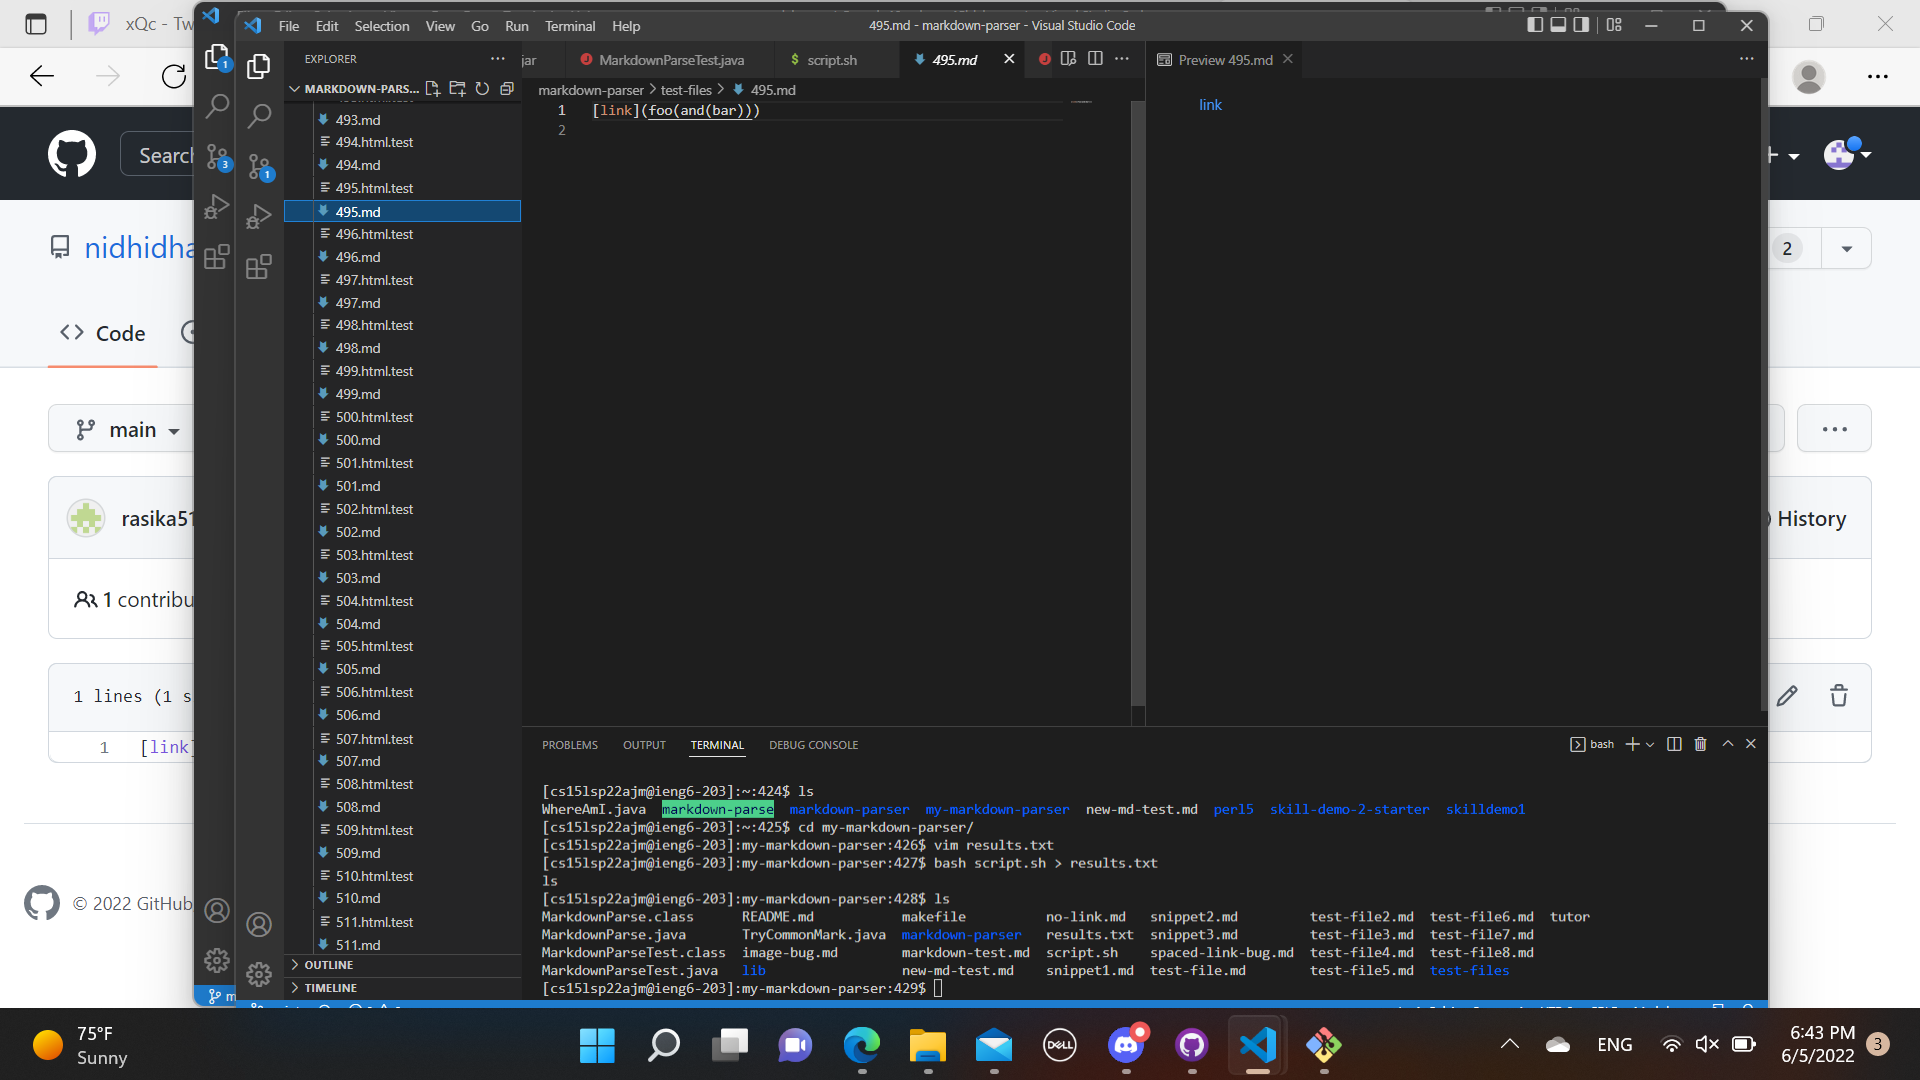 xQc - Tw
File Edit Selection View Go Run Terminal Help
495.md - markdown-parser - Visual Studio Code
EXPLORER
MARKDOWN-PARS...
jar
MarkdownParseTest.java
script.sh
495.md
Preview 495.md
markdown-parser > test-files > 495.md
1 [link](foo(and(bar)))
2
link
493.md
494.html.test
494.md
495.html.test
495.md
496.html.test
496.md
497.html.test
497.md
498.html.test
498.md
499.html.test
499.md
500.html.test
500.md
501.html.test
501.md
502.html.test
502.md
503.html.test
503.md
504.html.test
504.md
505.html.test
505.md
506.html.test
506.md
507.html.test
507.md
508.html.test
508.md
509.html.test
509.md
510.html.test
510.md
511.html.test
511.md
OUTLINE
TIMELINE
1
3
1
Search
nidhidha
2
Code
main
rasika51
History
1 contribu
1 lines (1 s
1 [link]
© 2022 GitHub
PROBLEMS OUTPUT TERMINAL DEBUG CONSOLE
bash
[cs15lsp22ajm@ieng6-203]:~:424$ ls
WhereAmI.java markdown-parse markdown-parser my-markdown-parser new-md-test.md perl5 skill-demo-2-starter skilldemo1
[cs15lsp22ajm@ieng6-203]:~:425$ cd my-markdown-parser/
[cs15lsp22ajm@ieng6-203]:my-markdown-parser:426$ vim results.txt
[cs15lsp22ajm@ieng6-203]:my-markdown-parser:427$ bash script.sh > results.txt
ls
[cs15lsp22ajm@ieng6-203]:my-markdown-parser:428$ ls
MarkdownParse.class README.md makefile no-link.md snippet2.md test-file2.md test-file6.md tutor
MarkdownParse.java TryCommonMark.java markdown-parser results.txt snippet3.md test-file3.md test-file7.md
MarkdownParseTest.class image-bug.md markdown-test.md script.sh spaced-link-bug.md test-file4.md test-file8.md
MarkdownParseTest.java lib new-md-test.md snippet1.md test-file.md test-file5.md test-files
[cs15lsp22ajm@ieng6-203]:my-markdown-parser:429$
75°F
Sunny
DELL
ENG
6:43 PM
6/5/2022
3